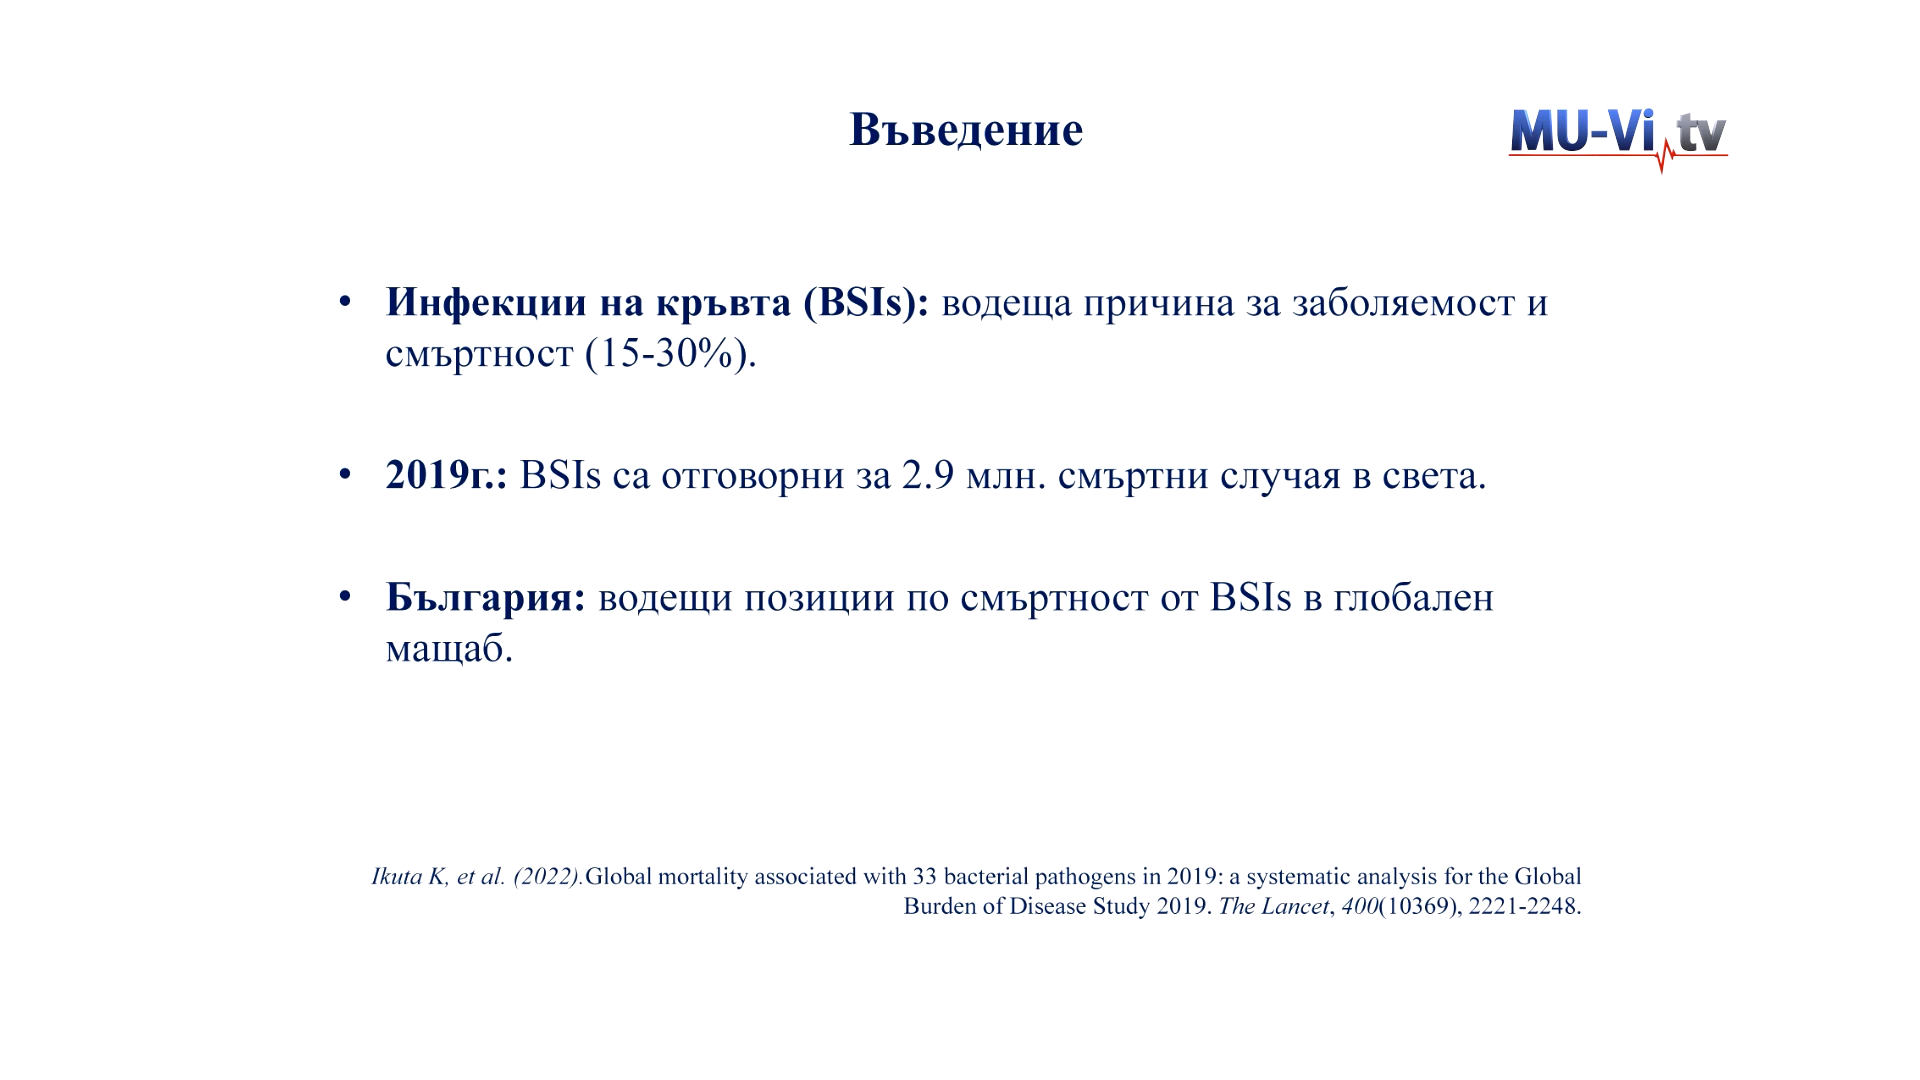 Въведение
MU-Vi.tv
• Инфекции на кръвта (BSIs): водеща причина за заболяемост и
смъртност (15-30%).
• 2019г.: BSIs са отговорни за 2.9 млн. смъртни случая в света.
• България: водещи позиции по смъртност от BSIs в глобален
мащаб.
Ikuta K, et al. (2022).Global mortality associated with 33 bacterial pathogens in 2019: a systematic analysis for the Global
Burden of Disease Study 2019. The Lancet, 400(10369), 2221-2248.